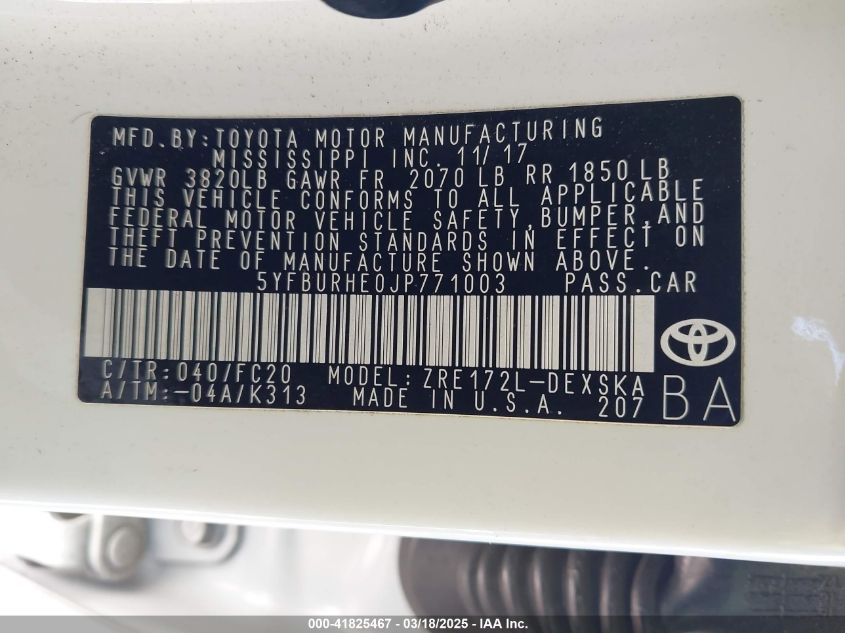 MFD.BY:TOYOTA MOTOR MANUFACTURING
MISSISSIPPI INC. 11/17
GVWR 3820LB GAWR FR 2070 LB RR 1850 LB
THIS VEHICLE CONFORMS TO ALL APPLICABLE
FEDERAL MOTOR VEHICLE SAFETY,BUMPER,AND
THEFT PREVENTION STANDARDS IN EFFECT ON
THE DATE OF MANUFACTURE SHOWN ABOVE.
5YFBURHE0JP771003 PASS.CAR
C/TR:040/FC20 MODEL:ZRE172L-DEXSKA
A/TM:-04A/K313 MADE IN U.S.A. 207
BA
000-41825467 - 03/18/2025 - IAA Inc.